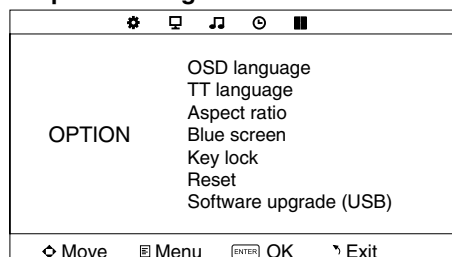 OPTION
OSD language
TT language
Aspect ratio
Blue screen
Key lock
Reset
Software upgrade (USB)
Move Menu ENTER OK Exit